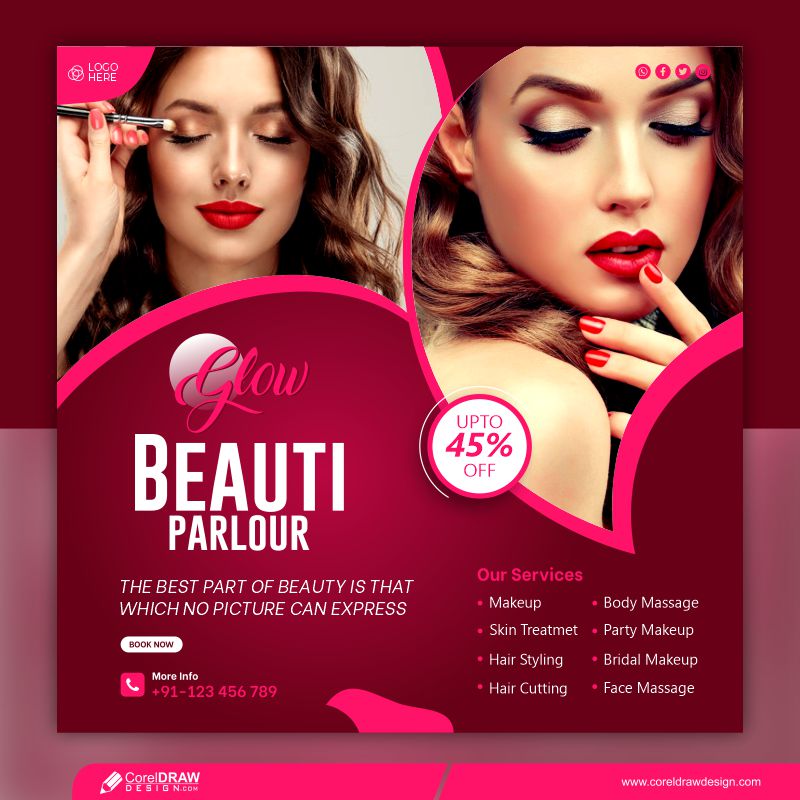 LOGO
HERE
Glow
BEAUTI
PARLOUR
UPTO
45%
OFF
THE BEST PART OF BEAUTY IS THAT
WHICH NO PICTURE CAN EXPRESS
BOOK NOW
More Info
+91-123 456 789
Our Services
• Makeup
• Skin Treatmet
• Hair Styling
• Hair Cutting
• Body Massage
• Party Makeup
• Bridal Makeup
• Face Massage
CorelDRAW
DESIGN.COM
www.coreldrawdesign.com